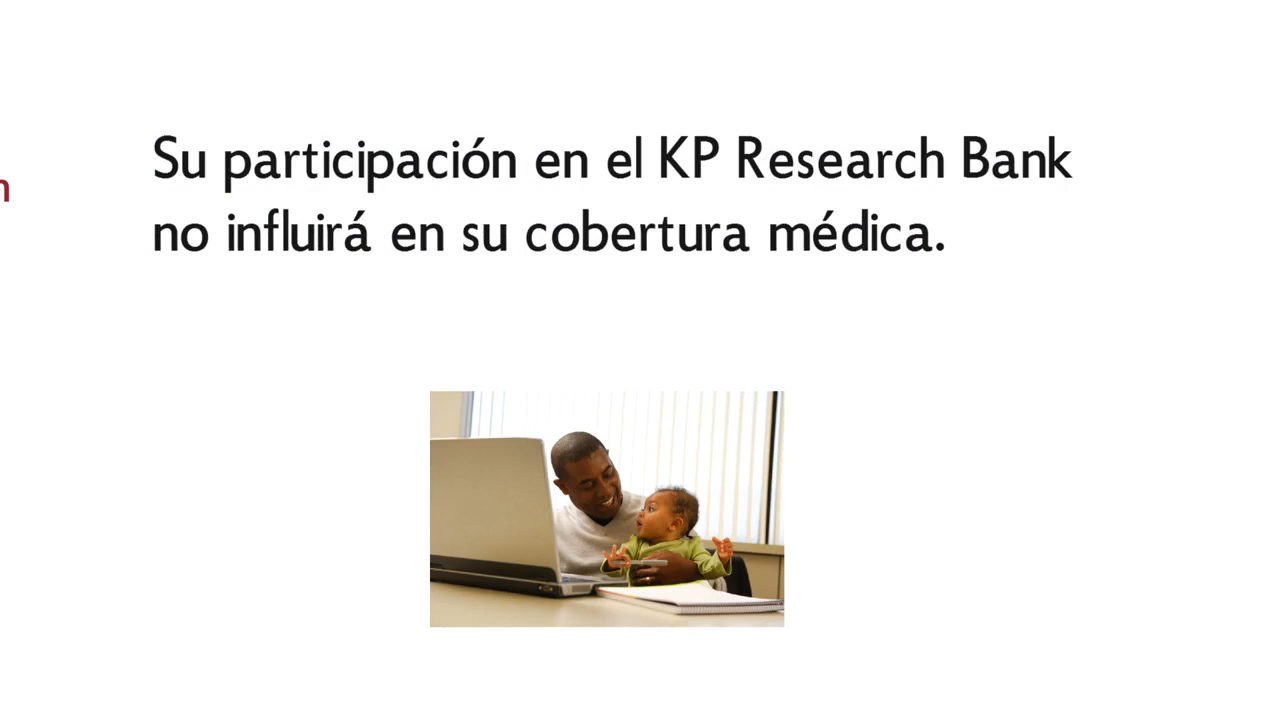 Su participación en el KP Research Bank
no influirá en su cobertura médica.